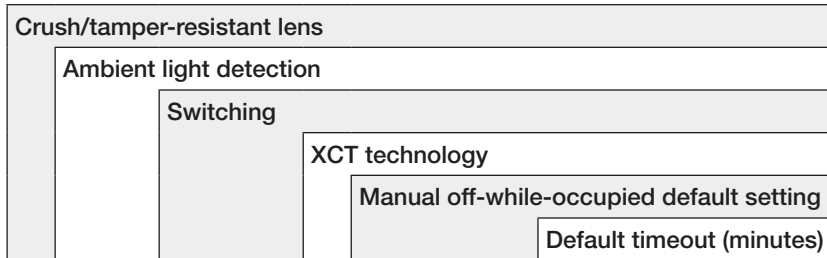 Crush/tamper-resistant lens
Ambient light detection
Switching
XCT technology
Manual off-while-occupied default setting
Default timeout (minutes)